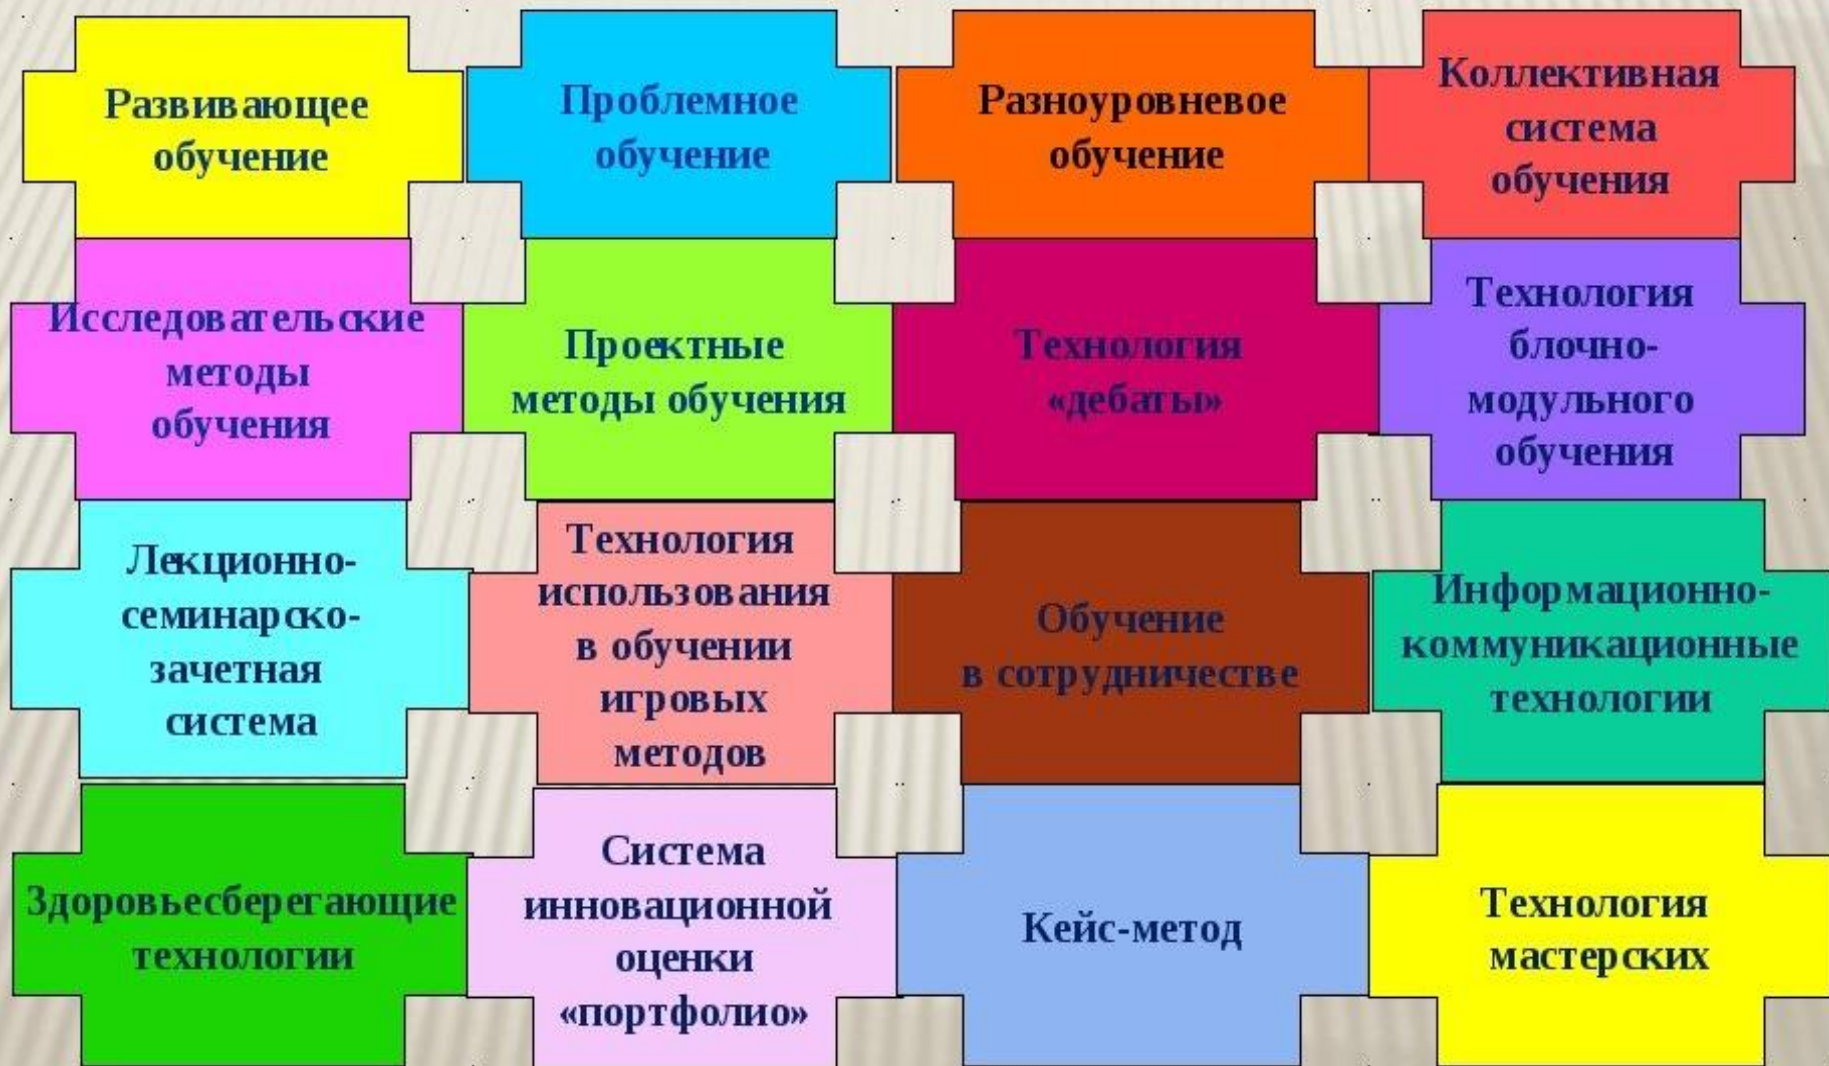 Развивающее
обучение
Проблемное
обучение
Разноуровневое
обучение
Коллективная
система
обучения
Исследовательские
методы
обучения
Проектные
методы обучения
Технология
«дебаты»
Технология
блочно-
модульного
обучения
Лекционно-
семинарско-
зачетная
система
Технология
использования
в обучении
игровых
методов
Обучение
в сотрудничестве
Информационно-
коммуникационные
технологии
Здоровьесберегающие
технологии
Система
инновационной
оценки
«портфолио»
Кейс-метод
Технология
мастерских